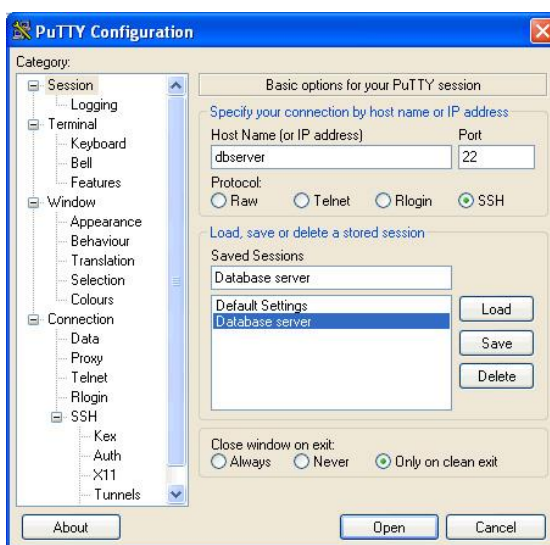 PuTTY Configuration
Category:
Session
Logging
Terminal
Keyboard
Bell
Features
Window
Appearance
Behaviour
Translation
Selection
Colours
Connection
Data
Proxy
Telnet
Rlogin
SSH
Kex
Auth
X11
Tunnels
Basic options for your PuTTY session
Specify your connection by host name or IP address
Host Name (or IP address) Port
dbserver 22
Protocol:
Raw Telnet Rlogin SSH
Load, save or delete a stored session
Saved Sessions
Database server
Default Settings
Database server
Load
Save
Delete
Close window on exit:
Always Never Only on clean exit
About Open Cancel